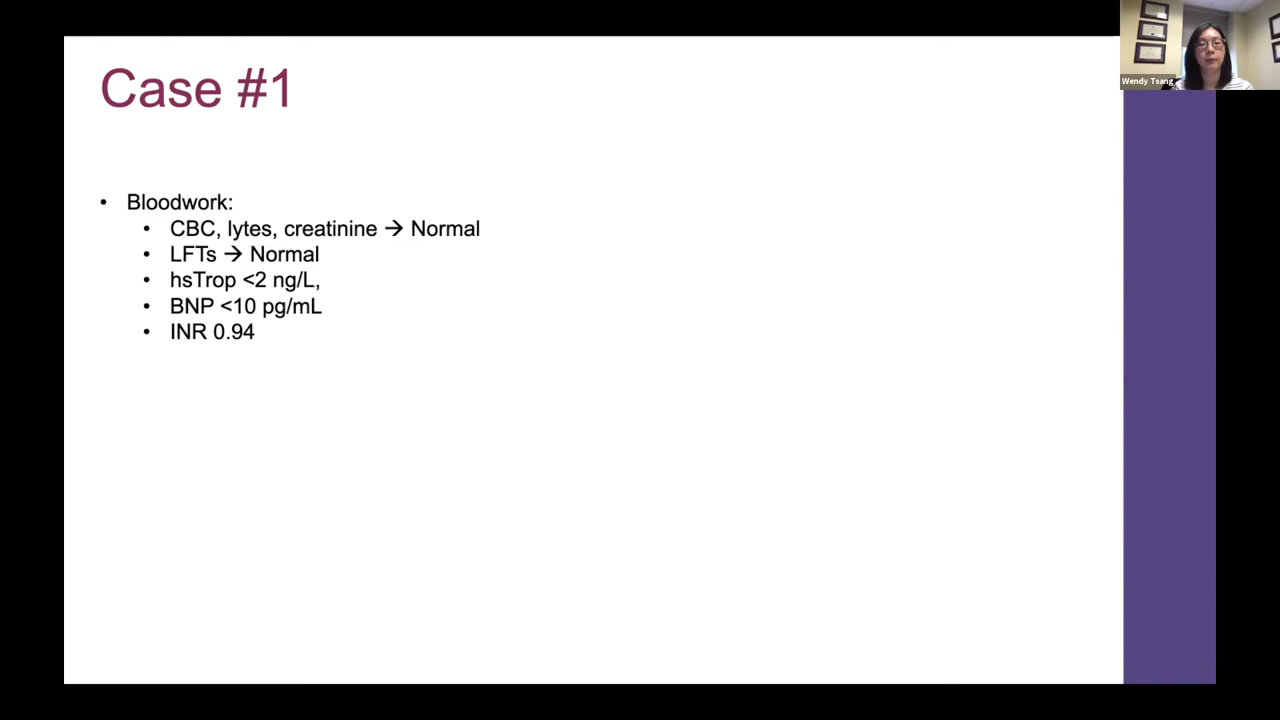 Case #1
Wendy Tsang
• Bloodwork:
• CBC, lytes, creatinine → Normal
• LFTs → Normal
• hsTrop <2 ng/L,
• BNP <10 pg/mL
• INR 0.94